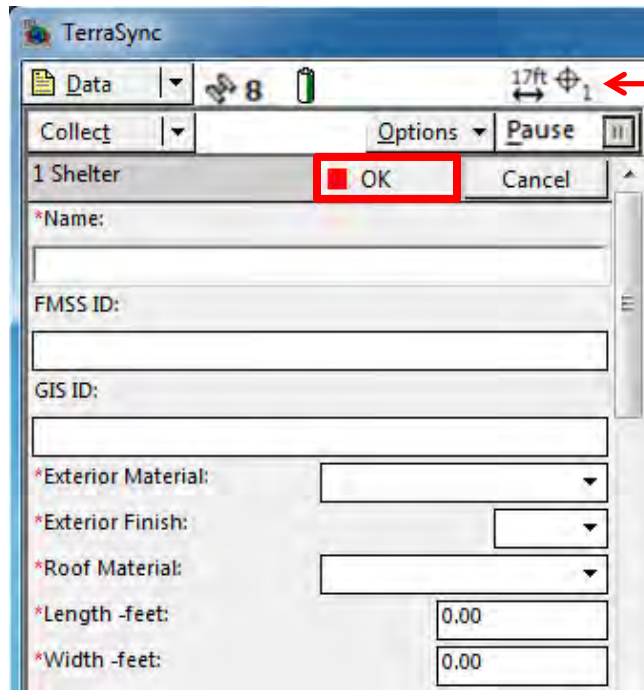 TerraSync
Data 8 17ft 1
Collect Options Pause
1 Shelter OK Cancel
*Name:
FMSS ID:
GIS ID:
*Exterior Material:
*Exterior Finish:
*Roof Material:
*Length -feet: 0.00
*Width -feet: 0.00